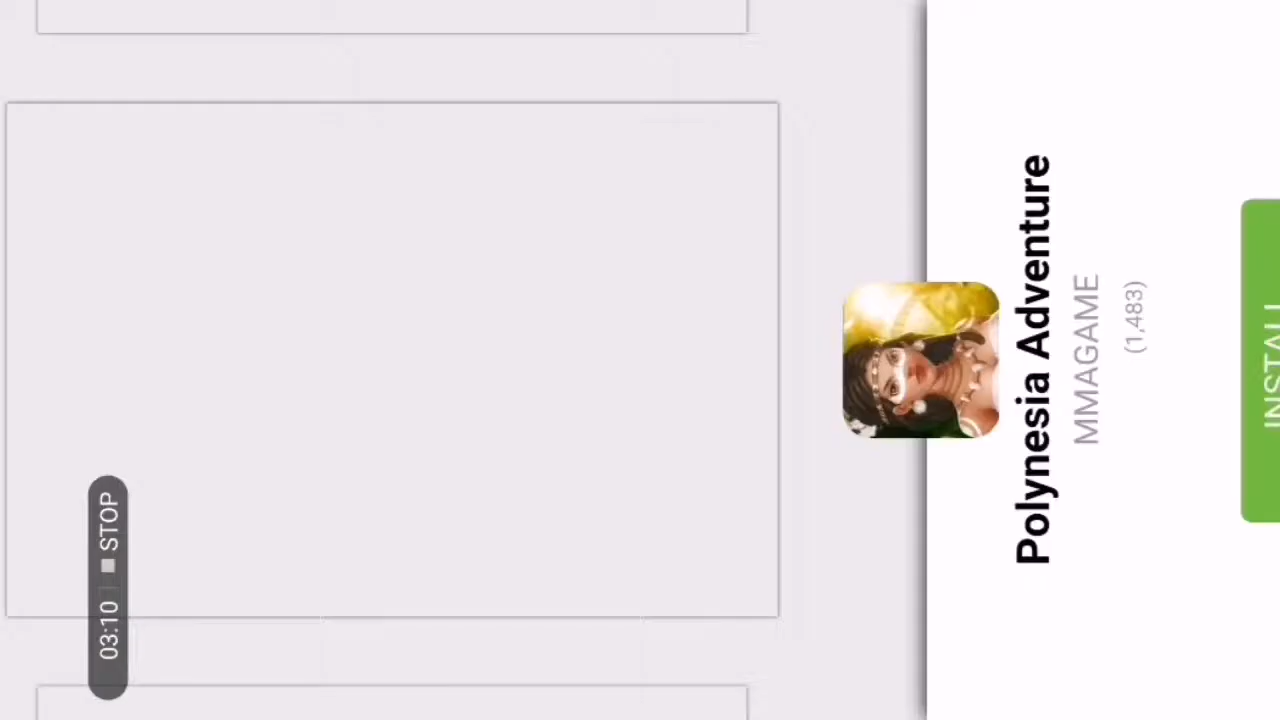 03:10 STOP
Polynesia Adventure
MMAGAME
(1,483)
INSTALL